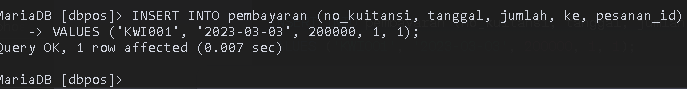 MariaDB [dbpos]> INSERT INTO pembayaran (no_kuitansi, tanggal, jumlah, ke, pesanan_id)
    -> VALUES ('KWI001', '2023-03-03', 200000, 1, 1);
Query OK, 1 row affected (0.007 sec)
MariaDB [dbpos]>